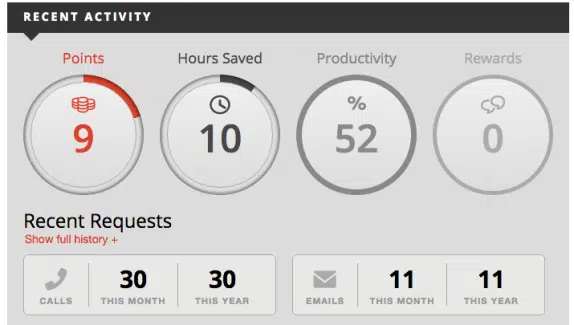 RECENT ACTIVITY
Points Hours Saved Productivity Rewards
%
9 10 52 0
Recent Requests
Show full history +
30 30 11 11
CALLS THIS MONTH THIS YEAR EMAILS THIS MONTH THIS YEAR